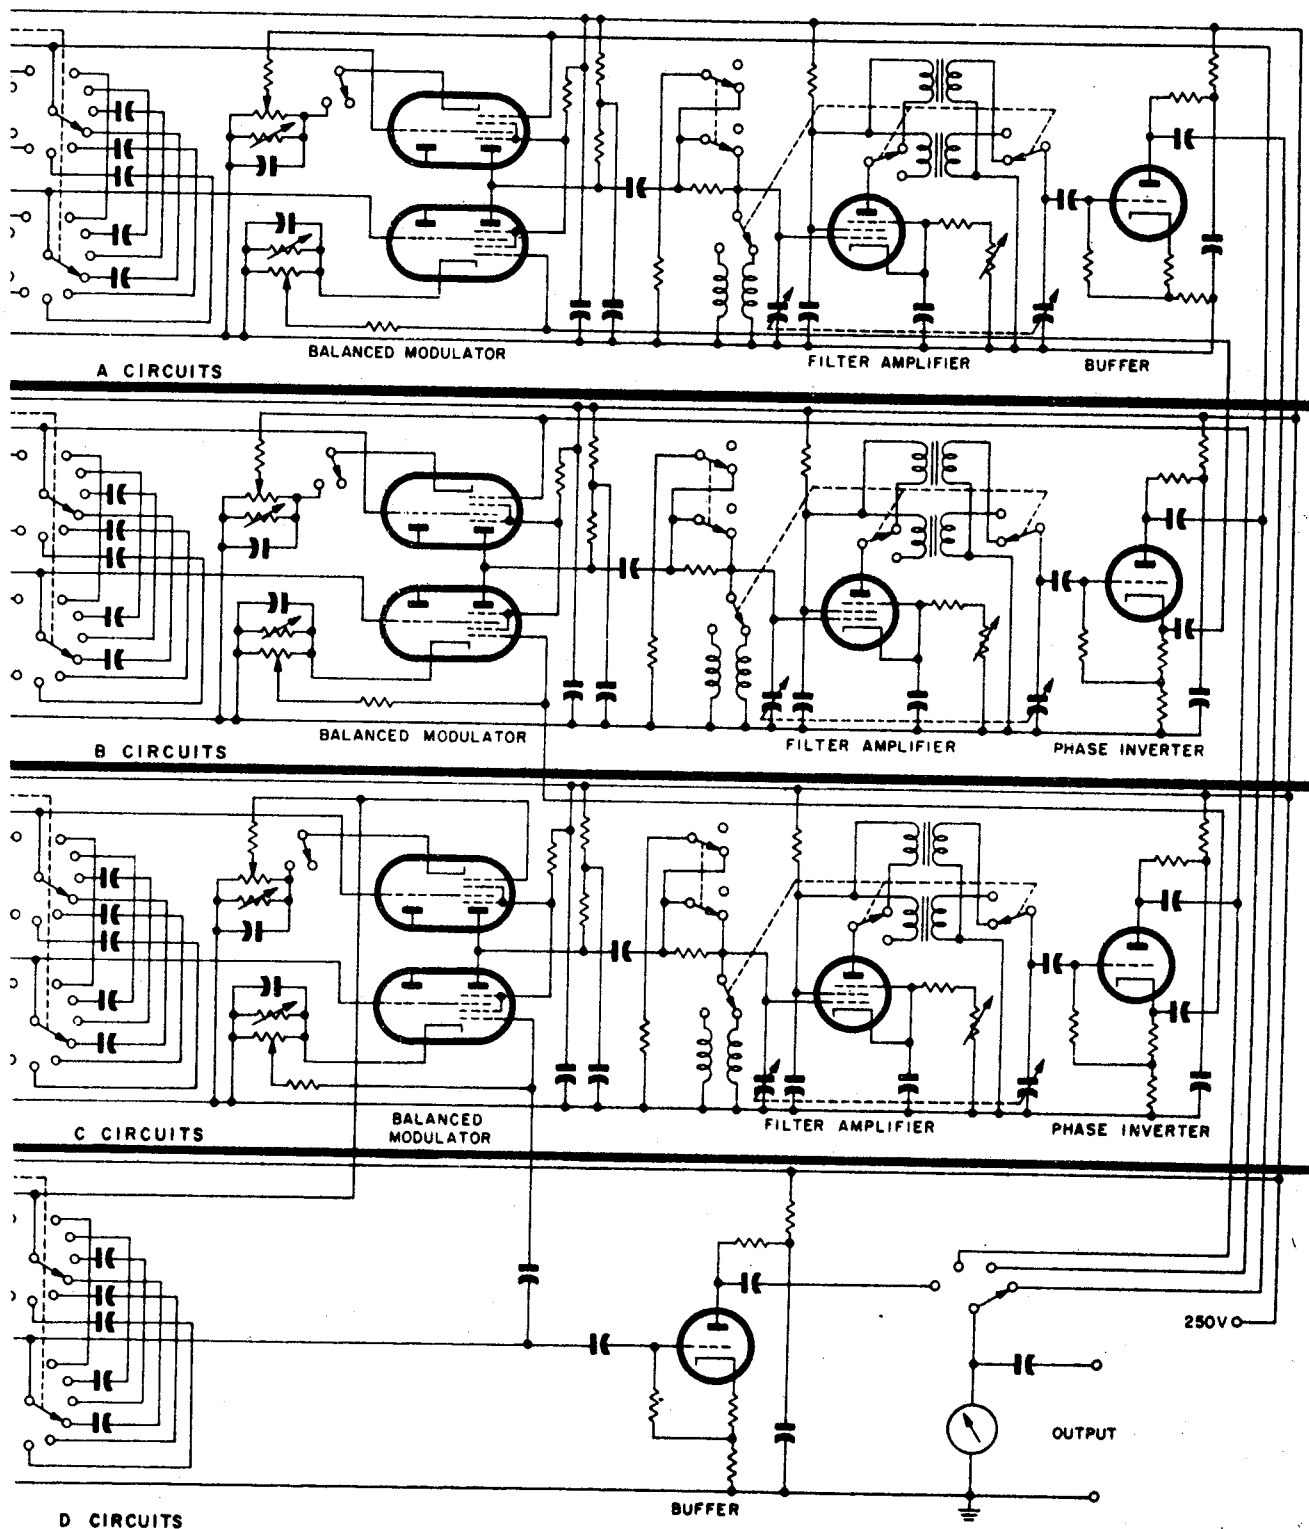 BALANCED MODULATOR
FILTER AMPLIFIER
BUFFER
A CIRCUITS
BALANCED MODULATOR
FILTER AMPLIFIER
PHASE INVERTER
B CIRCUITS
BALANCED
MODULATOR
FILTER AMPLIFIER
PHASE INVERTER
C CIRCUITS
250V
OUTPUT
BUFFER
D CIRCUITS